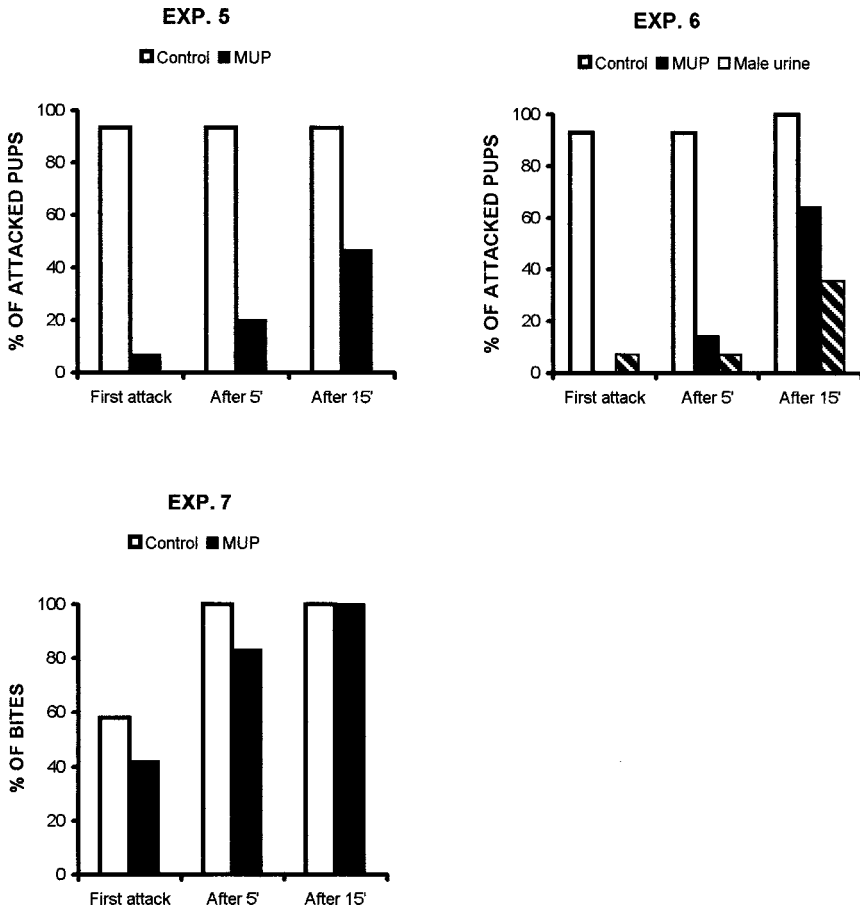 EXP. 5
Control MUP
% OF ATTACKED PUPS
100
80
60
40
20
0
First attack After 5' After 15'
EXP. 6
Control MUP Male urine
% OF ATTACKED PUPS
100
80
60
40
20
0
First attack After 5' After 15'
EXP. 7
Control MUP
% OF BITES
100
80
60
40
20
0
First attack After 5' After 15'